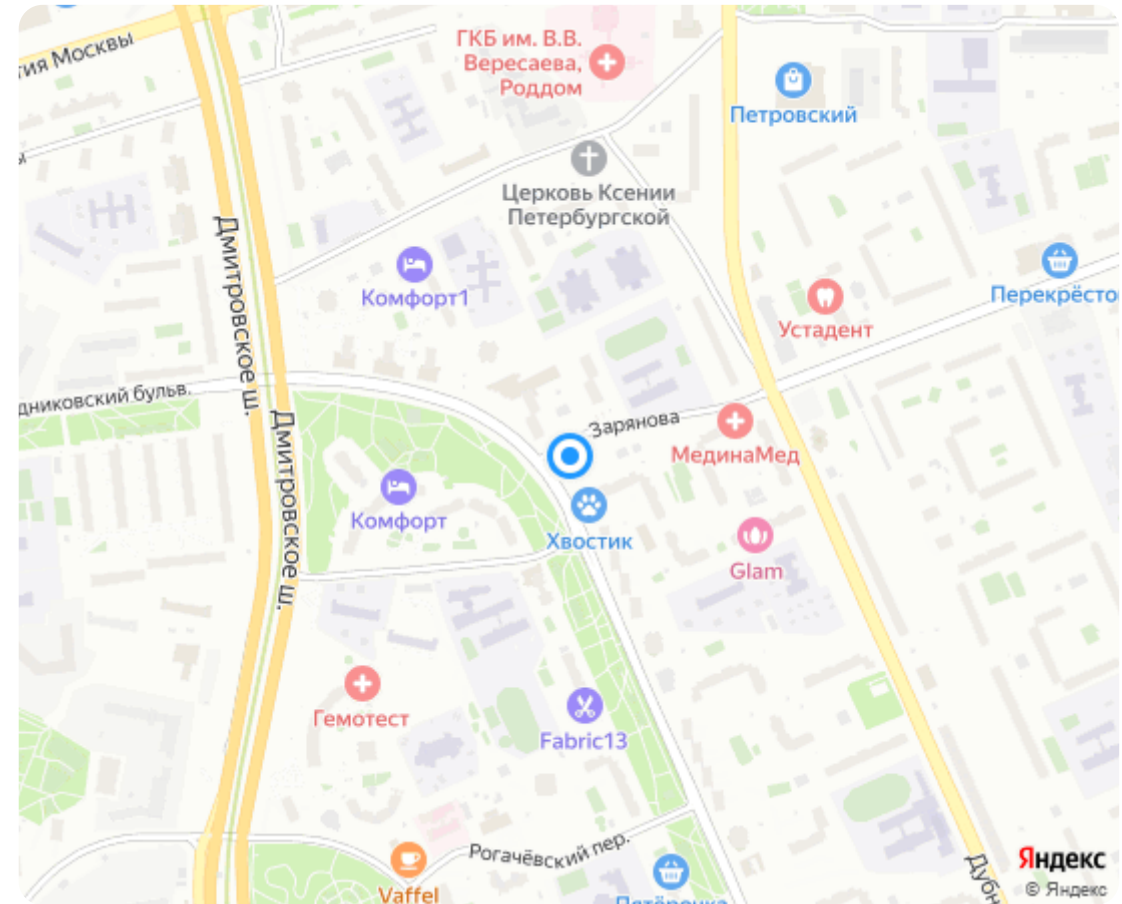 тия Москвы
ГКБ им. В.В.
Вересаева,
Роддом
Петровский
ы
Церковь Ксении
Петербургской
Дмитровское ш.
Комфорт1
Перекрёсто
Устадент
дниковский бульв.
Зарянова
Дмитровское ш.
МединаМед
Комфорт
Хвостик
Glam
Гемотест
Fabric13
Рогачёвский пер.
Vaffel
Пятёрочка
Дубн
Яндекс
© Яндекс